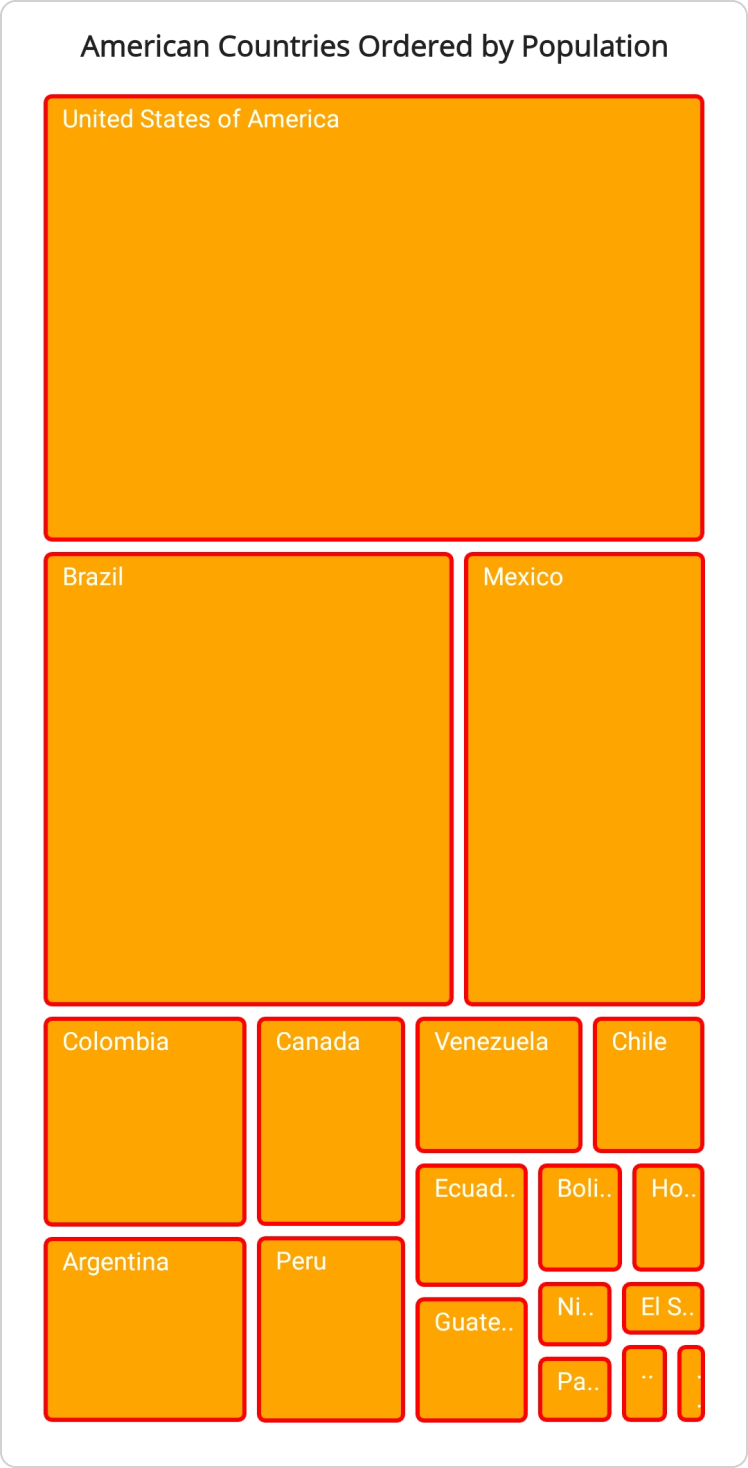 American Countries Ordered by Population
United States of America
Brazil
Mexico
Colombia
Canada
Venezuela
Chile
Ecuad..
Boli..
Ho..
Argentina
Peru
Guate..
Ni..
El S..
Pa..
..